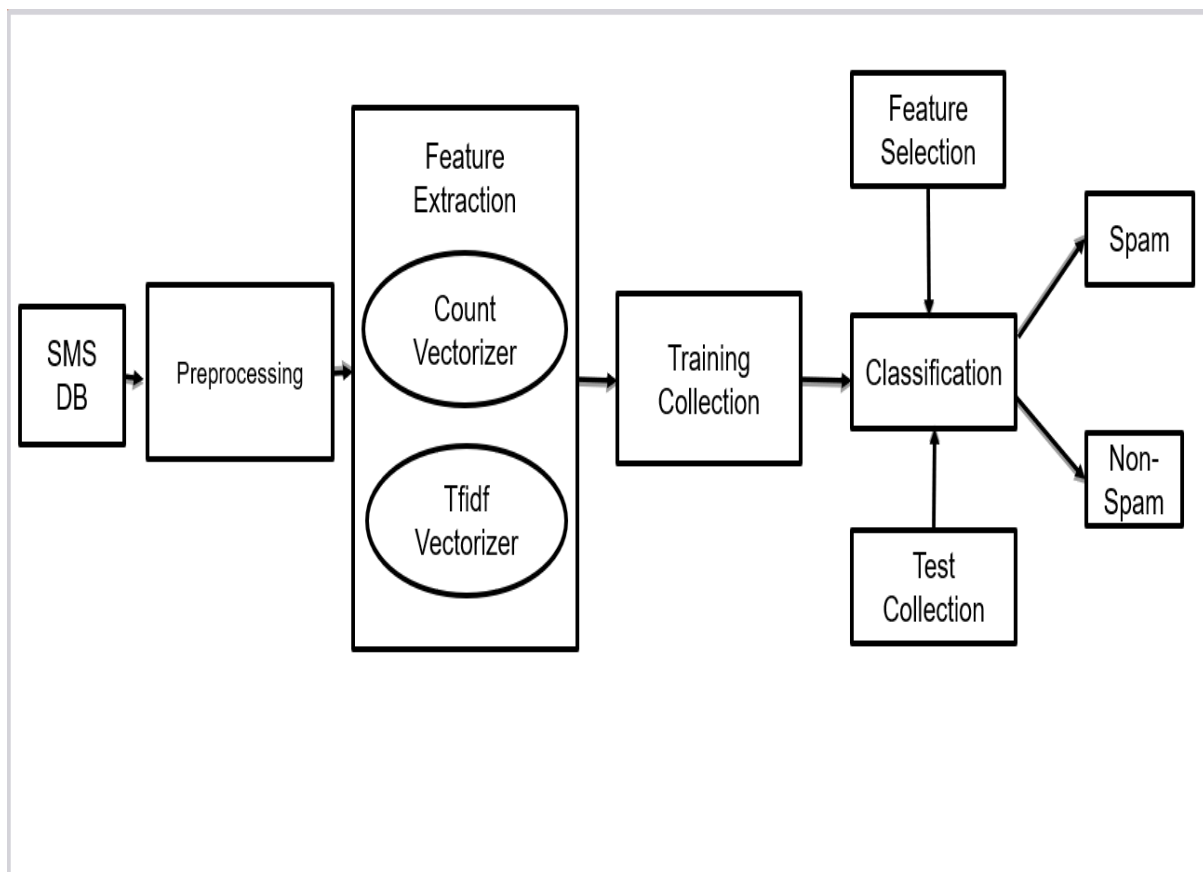 SMS
DB
Preprocessing
Feature
Extraction
Count
Vectorizer
Tfidf
Vectorizer
Training
Collection
Feature
Selection
Classification
Test
Collection
Spam
Non-
Spam